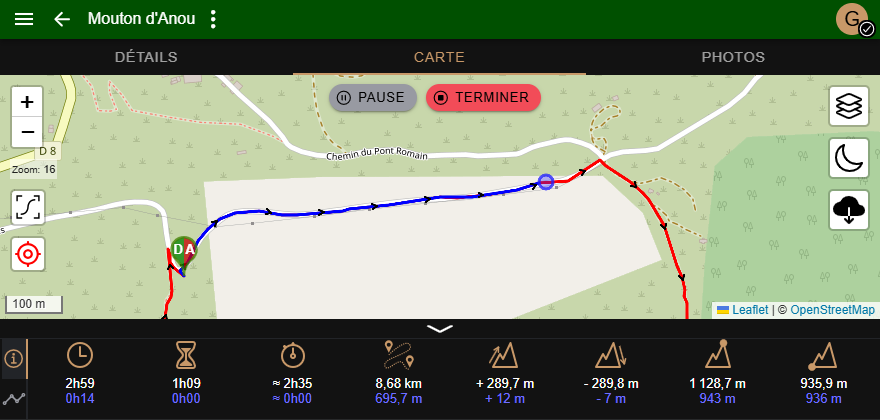 Mouton d'Anou
G
DÉTAILS
CARTE
PHOTOS
+
−
PAUSE
TERMINER
D 8
Zoom: 16
Chemin du Pont Romain
DA
100 m
Leaflet | © OpenStreetMap
2h59
1h09
≈ 2h35
8,68 km
+ 289,7 m
- 289,8 m
1 128,7 m
935,9 m
0h14
0h00
≈ 0h00
695,7 m
+ 12 m
- 7 m
943 m
936 m